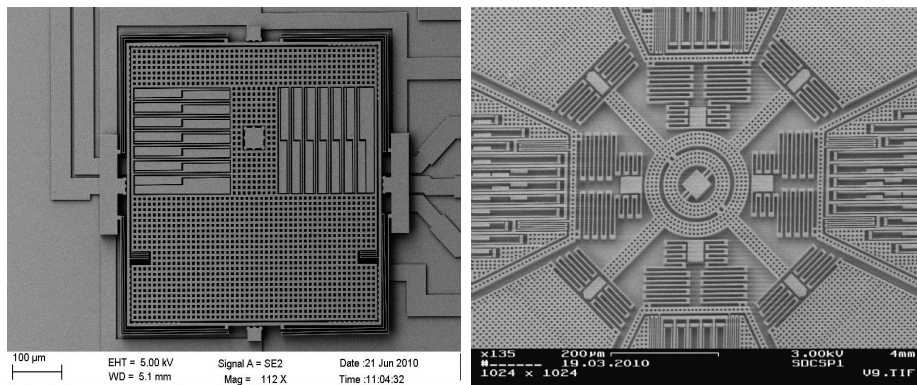 100 µm
EHT = 5.00 kV
WD = 5.1 mm
Signal A = SE2
Mag = 112 X
Date :21 Jun 2010
Time :11:04:32
x135
200µm
3.00kV
4mm
#------
19.03.2010
SDCSP1
1024 x 1024
V9.TIF